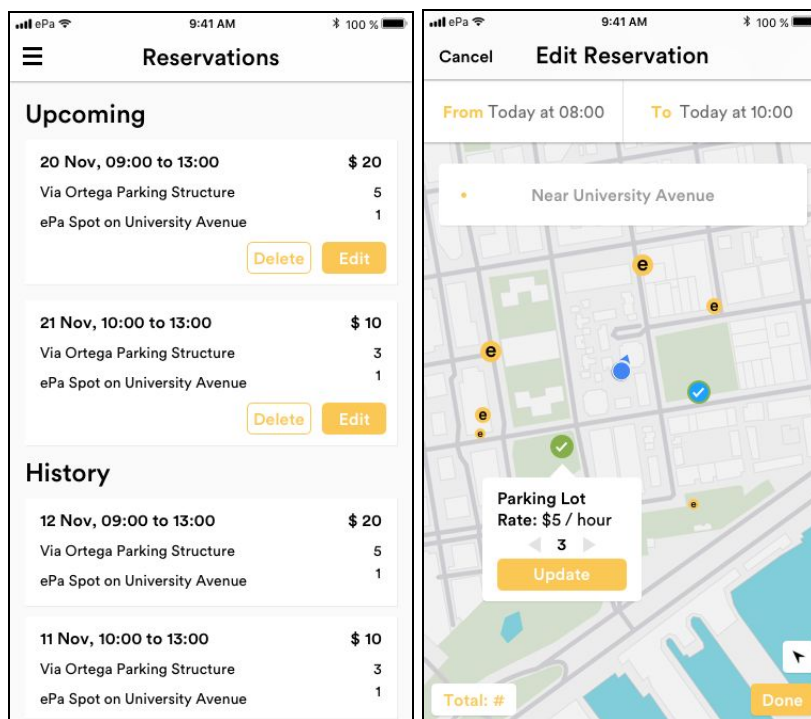 ePa 9:41 AM 100 %
Reservations
Upcoming
20 Nov, 09:00 to 13:00 $ 20
Via Ortega Parking Structure 5
ePa Spot on University Avenue 1
Delete Edit
21 Nov, 10:00 to 13:00 $ 10
Via Ortega Parking Structure 3
ePa Spot on University Avenue 1
Delete Edit
History
12 Nov, 09:00 to 13:00 $ 20
Via Ortega Parking Structure 5
ePa Spot on University Avenue 1
11 Nov, 10:00 to 13:00 $ 10
Via Ortega Parking Structure 3
ePa Spot on University Avenue 1
ePa 9:41 AM 100 %
Cancel Edit Reservation
From Today at 08:00 To Today at 10:00
Near University Avenue
e
e
e
e
e
e
Parking Lot
Rate: $5 / hour
3
Update
Total: # Done